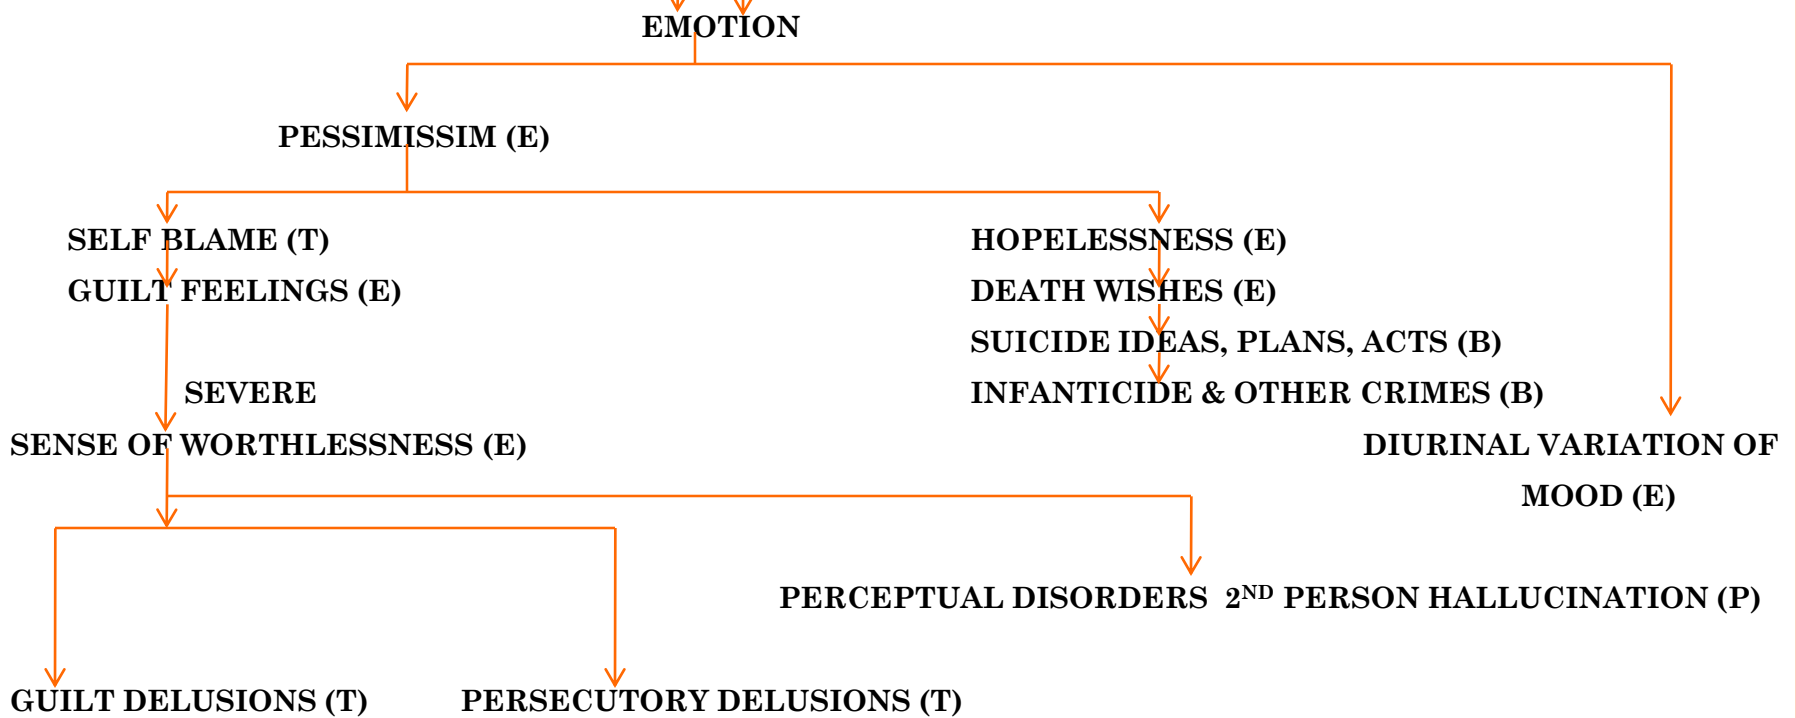 EMOTION
PESSIMISSIM (E)
SELF BLAME (T)
HOPELESSNESS (E)
GUILT FEELINGS (E)
DEATH WISHES (E)
SUICIDE IDEAS, PLANS, ACTS (B)
SEVERE
INFANTICIDE & OTHER CRIMES (B)
SENSE OF WORTHLESSNESS (E)
DIURINAL VARIATION OF
MOOD (E)
PERCEPTUAL DISORDERS 2ND PERSON HALLUCINATION (P)
GUILT DELUSIONS (T)
PERSECUTORY DELUSIONS (T)